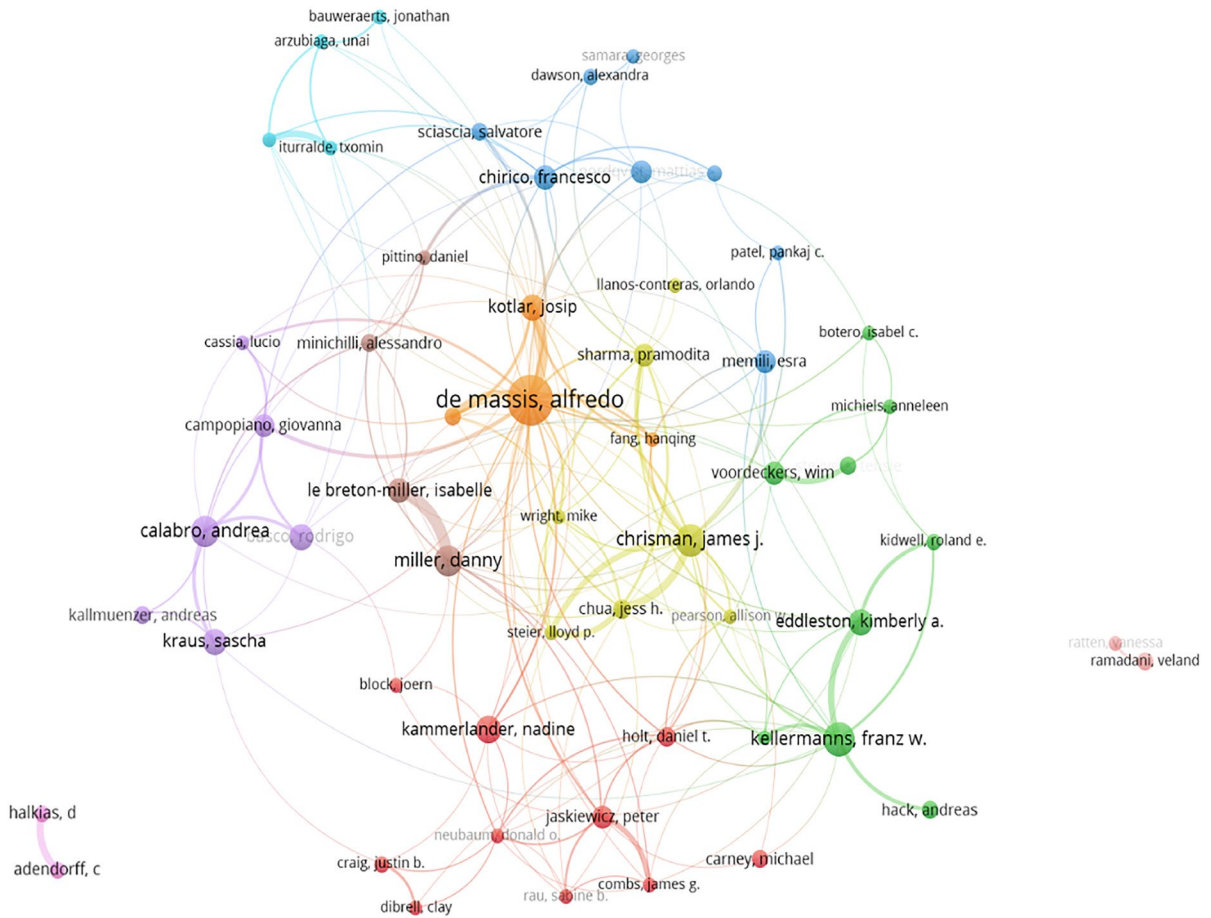 bauweraerts, jonathan
arzubiaga, unai
samara, georges
dawson, alexandra
sciascia, salvatore
iturralde, txomin
chirico, francesco
mattias
pittino, daniel
patel, pankaj c.
llanos-contreras, orlando
kotlar, josip
botero, isabel c.
cassia, lucio
minichilli, alessandro
sharma, pramodita
memili, esra
de massis, alfredo
michiels, anneleen
campopiano, giovanna
fang, hanqing
voordeckers, wim
le breton-miller, isabelle
wright, mike
calabro, andrea
basco, rodrigo
chrisman, james j.
kidwell, roland e.
miller, danny
kallmuenzer, andreas
chua, jess h.
pearson, allison w.
eddleston, kimberly a.
steier, lloyd p.
kraus, sascha
ratten, vanessa
ramadani, veland
block, joern
kammerlander, nadine
holt, daniel t.
kellermanns, franz w.
halkias, d
jaskiewicz, peter
hack, andreas
neubaum, donald o.
craig, justin b.
carney, michael
adendorff, c
combs, james g.
rau, sabine b.
dibrell, clay